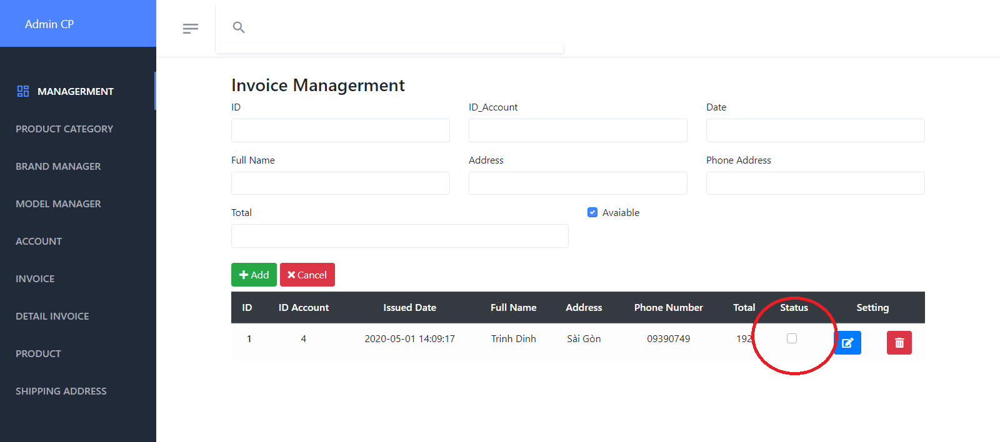 Admin CP
MANAGERMENT
PRODUCT CATEGORY
BRAND MANAGER
MODEL MANAGER
ACCOUNT
INVOICE
DETAIL INVOICE
PRODUCT
SHIPPING ADDRESS
Invoice Managerment
ID ID_Account Date
Full Name Address Phone Address
Total Avaiable
Add Cancel
ID ID Account Issued Date Full Name Address Phone Number Total Status Setting
1 4 2020-05-01 14:09:17 Trinh Dinh Sài Gòn 09390749 192